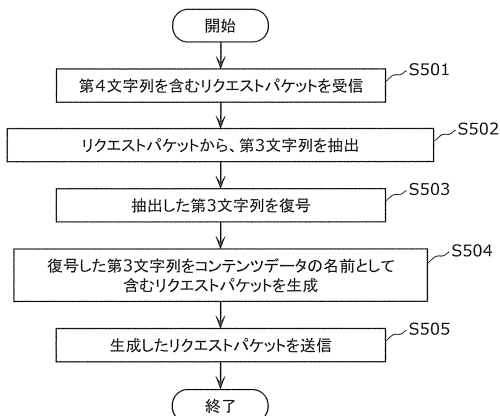 開始
第4文字列を含むリクエストパケットを受信
S501
リクエストパケットから、第3文字列を抽出
S502
抽出した第3文字列を復号
S503
復号した第3文字列をコンテンツデータの名前として
含むリクエストパケットを生成
S504
生成したリクエストパケットを送信
S505
終了